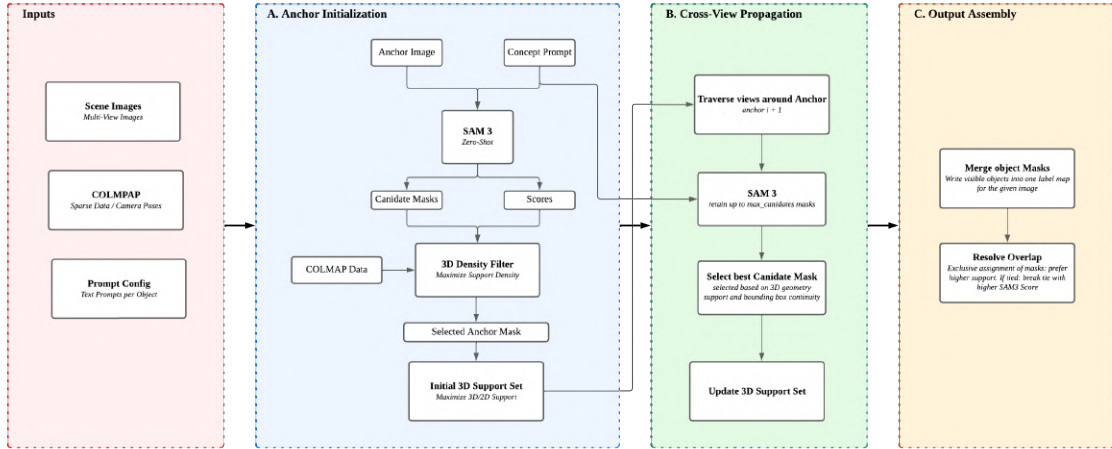 Inputs
Scene Images
Multi-View Images
COLMPAP
Sparse Data / Camera Poses
Prompt Config
Text Prompts per Object
A. Anchor Initialization
Anchor Image
Concept Prompt
SAM 3
Zero-Shot
Canidate Masks
Scores
COLMAP Data
3D Density Filter
Maximize Support Density
Selected Anchor Mask
Initial 3D Support Set
Maximize 3D/2D Support
B. Cross-View Propagation
Traverse views around Anchor
anchor i + 1
SAM 3
retain up to max_canidates masks
Select best Canidate Mask
selected based on 3D geometry
support and bounding box continuity
Update 3D Support Set
C. Output Assembly
Merge object Masks
Write visible objects into one label map
for the given image
Resolve Overlap
Exclusive assignment of masks: prefer
higher support. If tied: break tie with
higher SAM3 Score